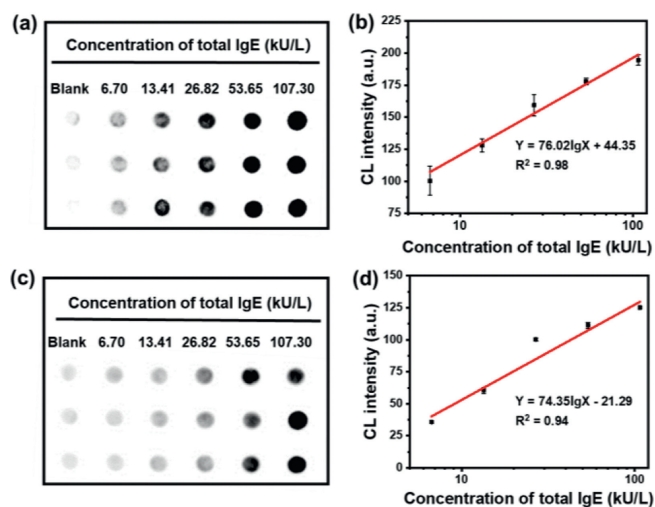 (a)
Concentration of total IgE (kU/L)
Blank 6.70 13.41 26.82 53.65 107.30
(b)
CL intensity (a.u.)
225
200
175
150
125
100
75
Y = 76.02lgX + 44.35
R² = 0.98
10 100
Concentration of total IgE (kU/L)
(c)
Concentration of total IgE (kU/L)
Blank 6.70 13.41 26.82 53.65 107.30
(d)
CL intensity (a.u.)
150
125
100
75
50
25
0
Y = 74.35lgX - 21.29
R² = 0.94
10 100
Concentration of total IgE (kU/L)